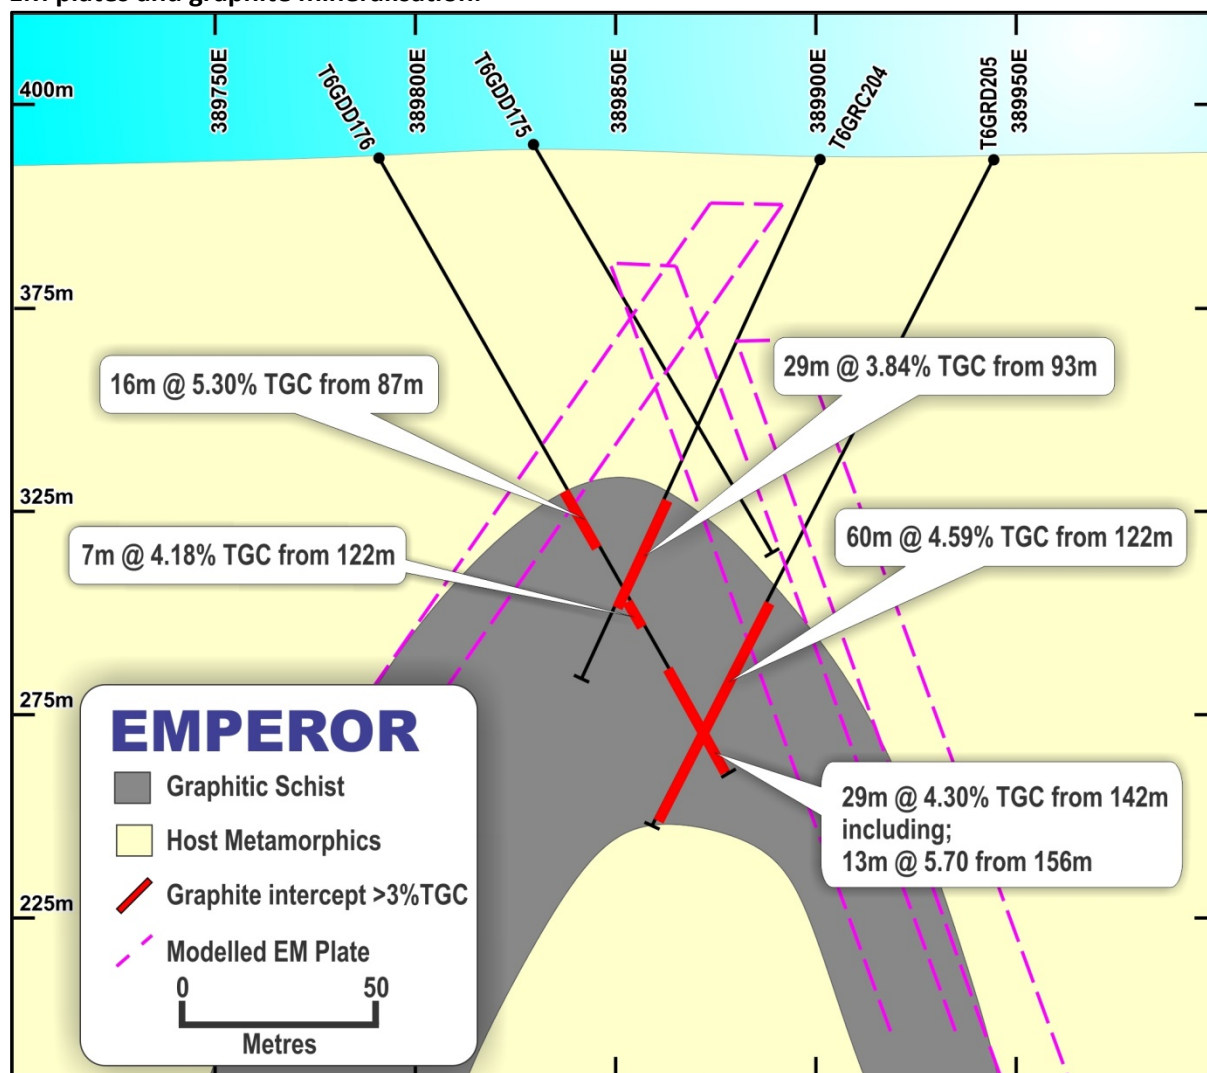 EM plates and graphite mineralisation.
400m
389750E
389800E
389850E
389900E
389950E
T6GDD176
T6GDD175
T6GRC204
T6GRD205
375m
16m @ 5.30% TGC from 87m
29m @ 3.84% TGC from 93m
325m
7m @ 4.18% TGC from 122m
60m @ 4.59% TGC from 122m
275m
EMPEROR
Graphitic Schist
Host Metamorphics
Graphite intercept >3%TGC
Modelled EM Plate
0 50
Metres
29m @ 4.30% TGC from 142m
including;
13m @ 5.70 from 156m
225m